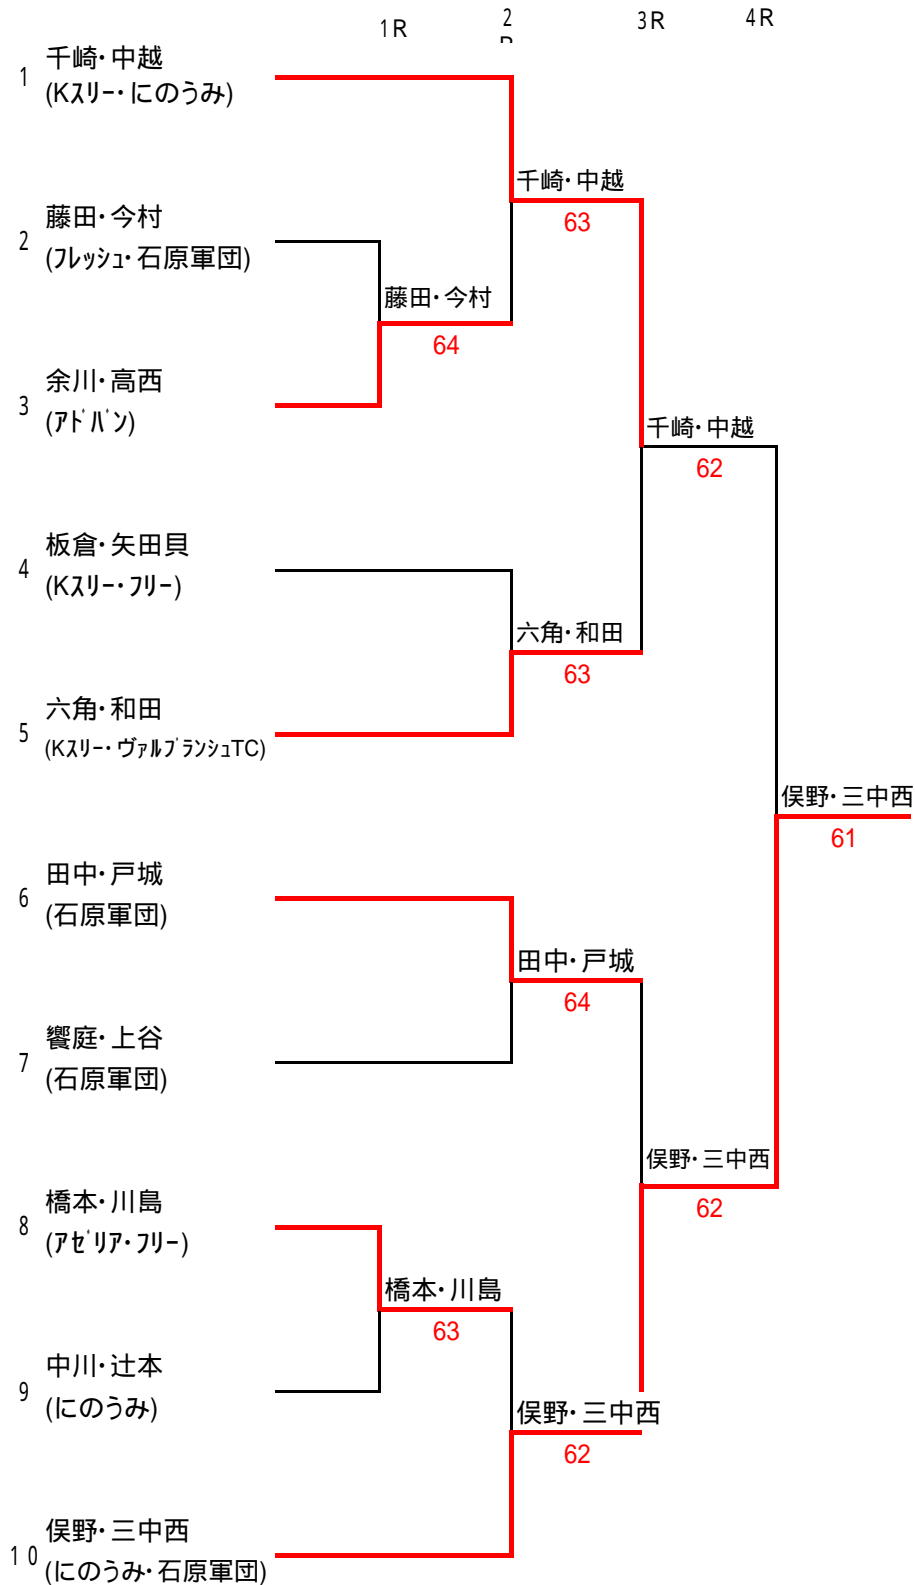 1R
2
R
3R
4R
1
千崎・中越
(Kスリー・にのうみ)
千崎・中越
63
2
藤田・今村
(フレッシュ・石原軍団)
藤田・今村
64
3
余川・高西
(アドバン)
千崎・中越
62
4
板倉・矢田貝
(Kスリー・フリー)
六角・和田
63
5
六角・和田
(Kスリー・ヴァルブランシュTC)
俣野・三中西
61
6
田中・戸城
(石原軍団)
田中・戸城
64
7
饗庭・上谷
(石原軍団)
俣野・三中西
62
8
橋本・川島
(アゼリア・フリー)
橋本・川島
63
9
中川・辻本
(にのうみ)
俣野・三中西
62
10
俣野・三中西
(にのうみ・石原軍団)